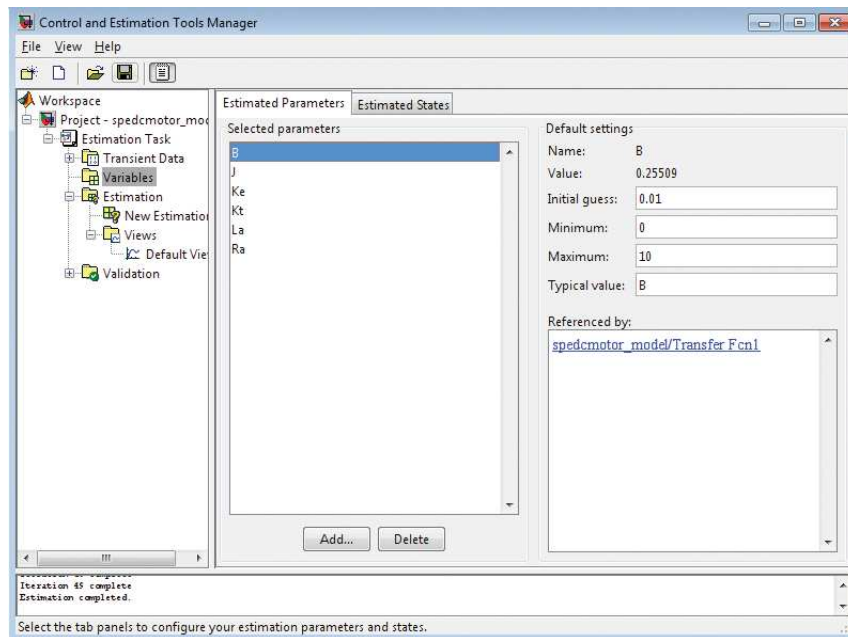 Control and Estimation Tools Manager
File View Help
Workspace
Project - spedcmotor_mod
Estimation Task
Transient Data
Variables
Estimation
New Estimation
Views
Default Vie
Validation
Estimated Parameters
Estimated States
Selected parameters
B
J
Ke
Kt
La
Ra
Add...
Delete
Default settings
Name: B
Value: 0.25509
Initial guess: 0.01
Minimum: 0
Maximum: 10
Typical value: B
Referenced by:
spedcmotor_model/Transfer Fcn1
Iteration 45 complete
Estimation completed.
Select the tab panels to configure your estimation parameters and states.